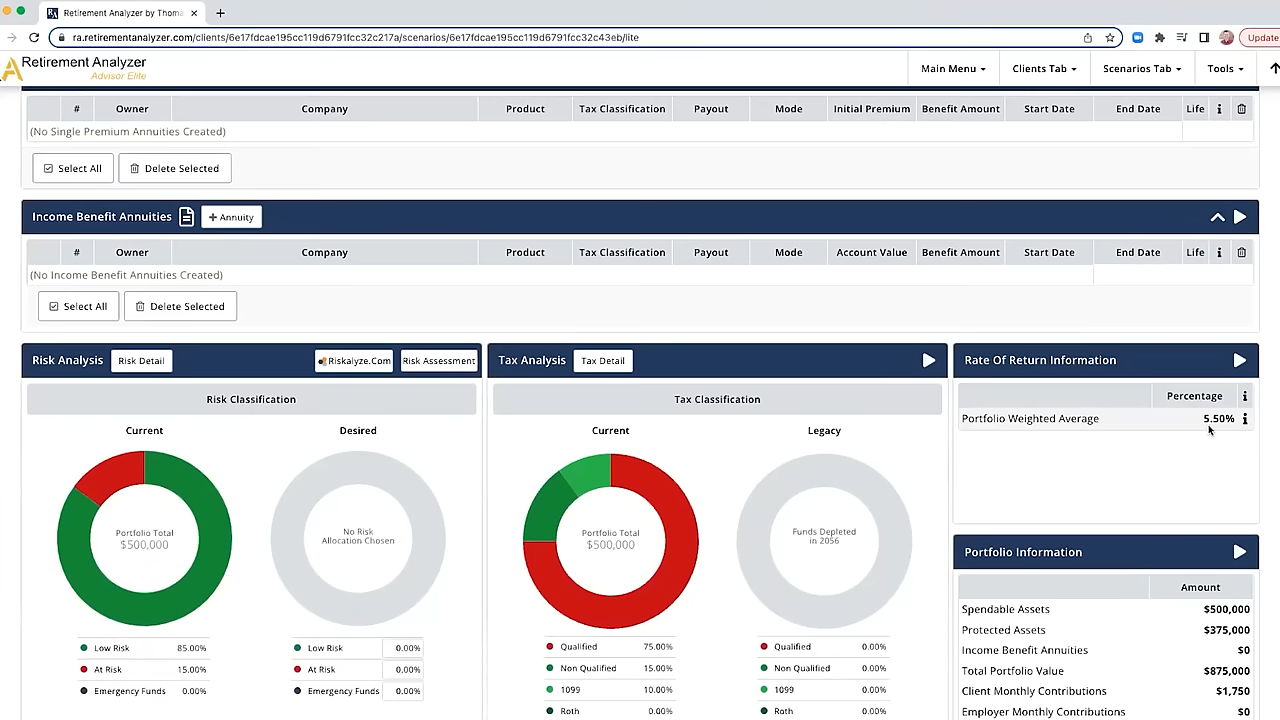 Retirement Analyzer by Thoma
ra.retirementanalyzer.com/clients/6e17fdcae195cc119d6791fcc32c217a/scenarios/6e17fdcae195cc119d6791fcc32c43eb/lite
Update
Retirement Analyzer
Advisor Elite
Main Menu
Clients Tab
Scenarios Tab
Tools
# Owner Company Product Tax Classification Payout Mode Initial Premium Benefit Amount Start Date End Date Life
(No Single Premium Annuities Created)
Select All
Delete Selected
Income Benefit Annuities
+ Annuity
# Owner Company Product Tax Classification Payout Mode Account Value Benefit Amount Start Date End Date Life
(No Income Benefit Annuities Created)
Select All
Delete Selected
Risk Analysis
Risk Detail
Riskalyze.Com
Risk Assessment
Risk Classification
Current
Desired
Portfolio Total
$500,000
No Risk
Allocation Chosen
Low Risk 85.00%
At Risk 15.00%
Emergency Funds 0.00%
Low Risk 0.00%
At Risk 0.00%
Emergency Funds 0.00%
Tax Analysis
Tax Detail
Tax Classification
Current
Legacy
Portfolio Total
$500,000
Funds Depleted
in 2056
Qualified 75.00%
Non Qualified 15.00%
1099 10.00%
Roth 0.00%
Qualified 0.00%
Non Qualified 0.00%
1099 0.00%
Roth 0.00%
Rate Of Return Information
Percentage
Portfolio Weighted Average 5.50%
Portfolio Information
Amount
Spendable Assets $500,000
Protected Assets $375,000
Income Benefit Annuities $0
Total Portfolio Value $875,000
Client Monthly Contributions $1,750
Employer Monthly Contributions $0